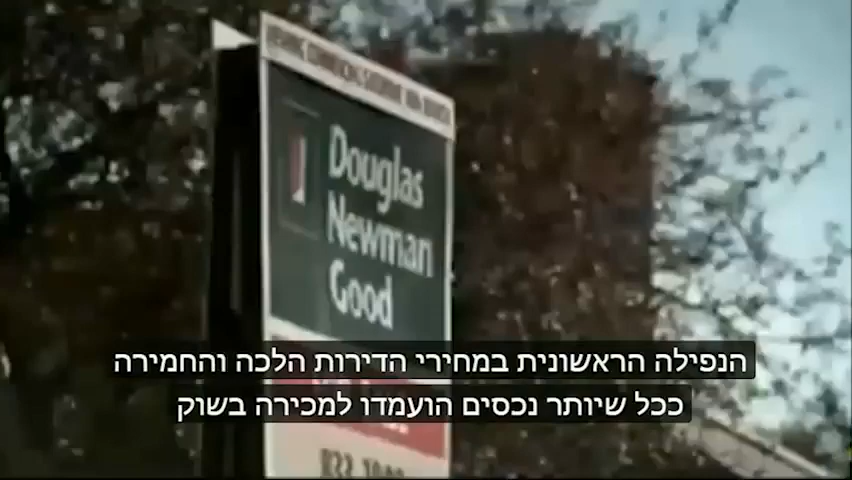 Douglas
Newman
Good
הנפילה הראשונית במחירי הדירות הלכה והחמירה
ככל שיותר נכסים הועמדו למכירה בשוק